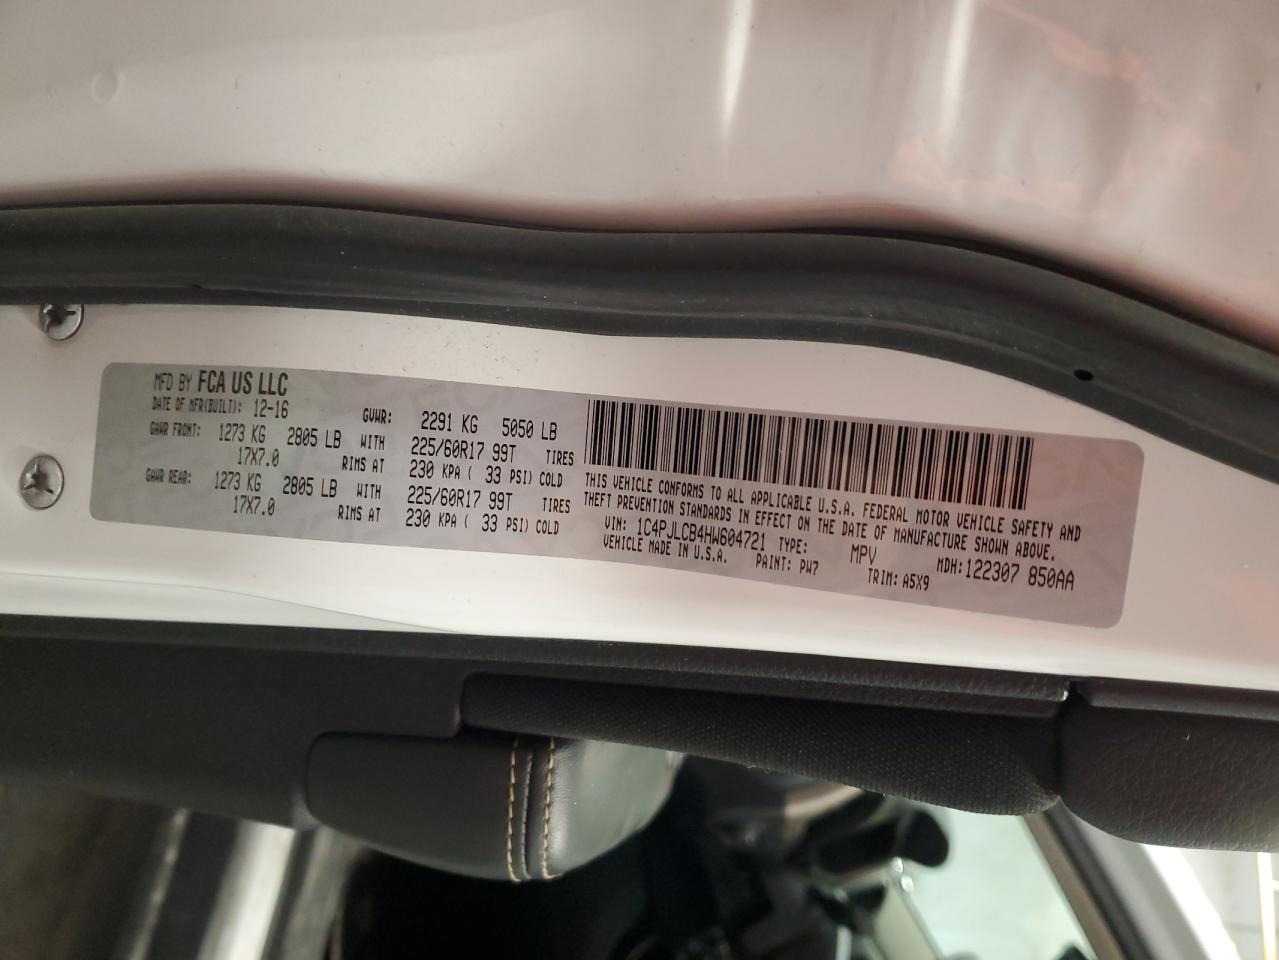 MFD BY FCA US LLC
DATE OF MFR(BUILT): 12-16 GVWR: 2291 KG 5050 LB
GAWR FRONT: 1273 KG 2805 LB WITH 225/60R17 99T TIRES
17X7.0 RIMS AT 230 KPA ( 33 PSI) COLD
GAWR REAR: 1273 KG 2805 LB WITH 225/60R17 99T TIRES
17X7.0 RIMS AT 230 KPA ( 33 PSI) COLD
THIS VEHICLE CONFORMS TO ALL APPLICABLE U.S.A. FEDERAL MOTOR VEHICLE SAFETY AND
THEFT PREVENTION STANDARDS IN EFFECT ON THE DATE OF MANUFACTURE SHOWN ABOVE.
VIN: 1C4PJLCB4HW604721 TYPE: MPV MDH:122307 850AA
VEHICLE MADE IN U.S.A. PAINT: PW7 TRIM: A5X9